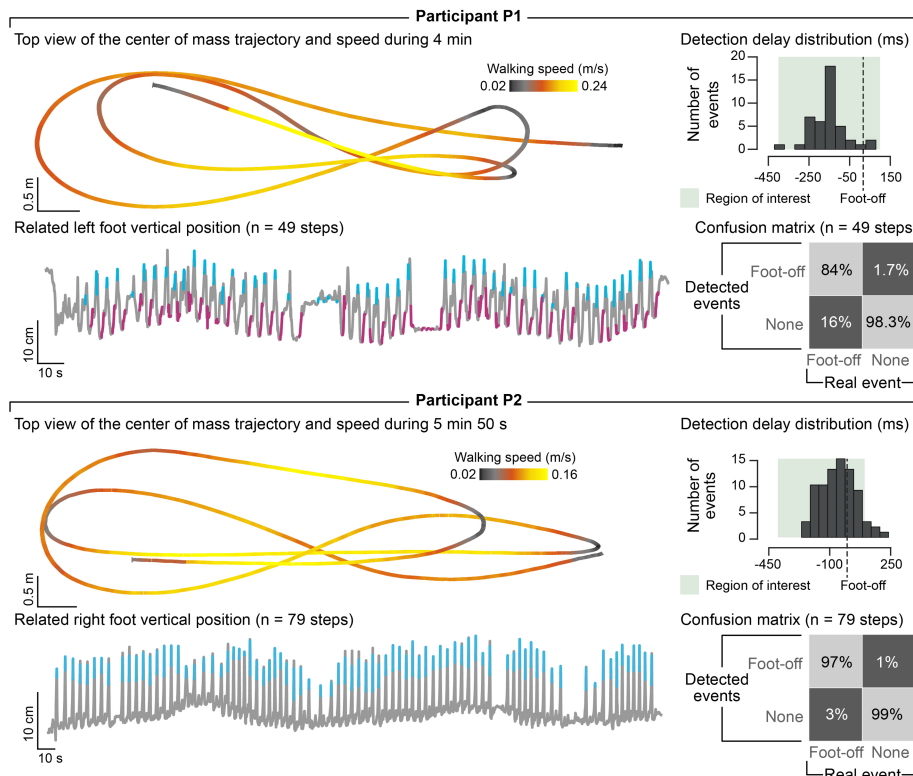 Participant P1
Top view of the center of mass trajectory and speed during 4 min
Walking speed (m/s)
0.02 0.24
0.5 m
Detection delay distribution (ms)
Number of
events
20
15
10
5
0
-450 -250 -50 150
Region of interest Foot-off
Related left foot vertical position (n = 49 steps)
10 cm
10 s
Confusion matrix (n = 49 steps
Detected
events
Foot-off 84% 1.7%
None 16% 98.3%
Foot-off None
Real event
Participant P2
Top view of the center of mass trajectory and speed during 5 min 50 s
Walking speed (m/s)
0.02 0.16
0.5 m
Detection delay distribution (ms)
Number of
events
15
10
5
0
-450 -100 250
Region of interest Foot-off
Related right foot vertical position (n = 79 steps)
10 cm
10 s
Confusion matrix (n = 79 steps)
Detected
events
Foot-off 97% 1%
None 3% 99%
Foot-off None
Real event